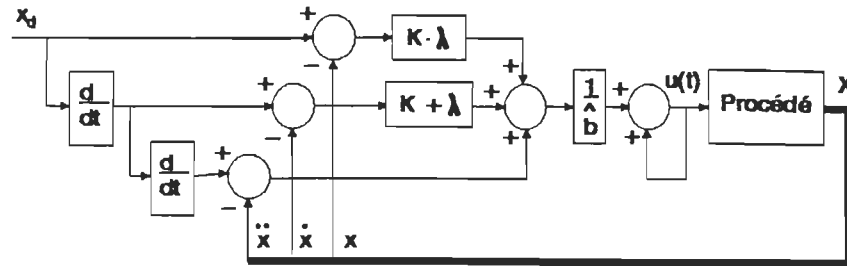 x_d
+
−
K · λ
+
d
dt
+
−
K + λ
+
+
+
1
^
b
+
+
u(t)
Procédé
X
d
dt
+
−
ẍ ẋ x